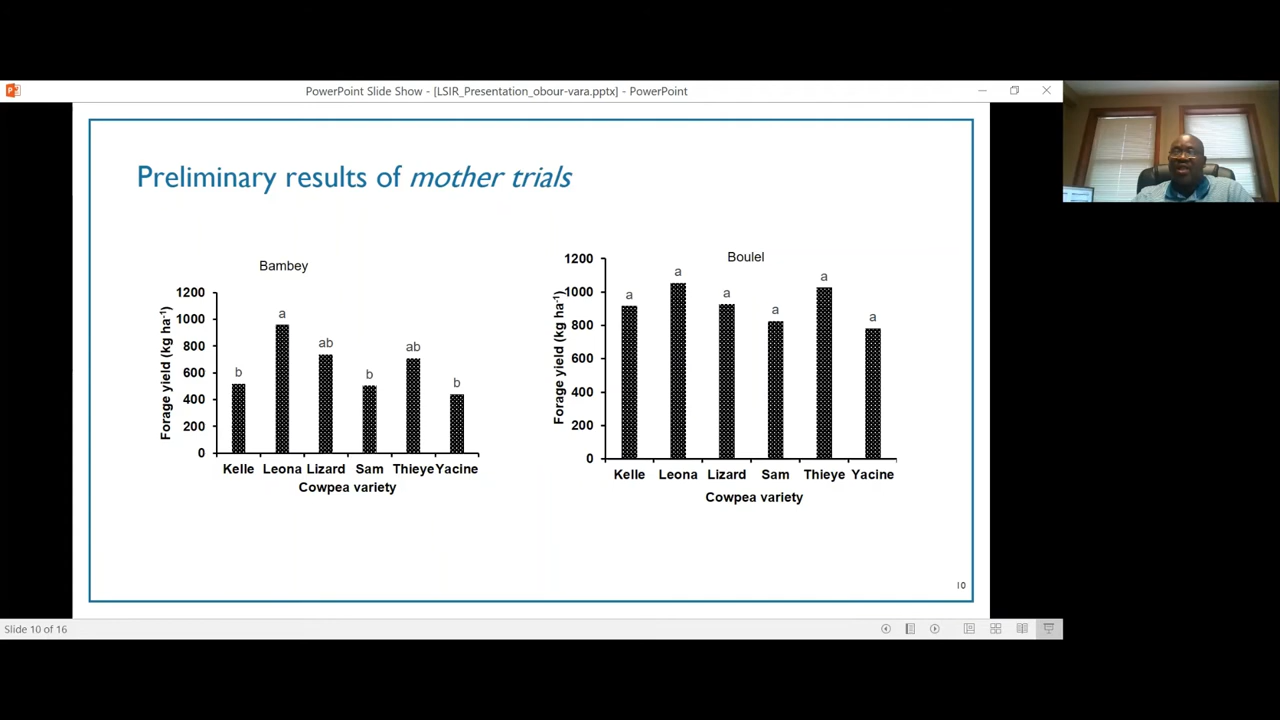 PowerPoint Slide Show - [LSIR_Presentation_obour-vara.pptx] - PowerPoint
Preliminary results of mother trials
Bambey
1200
1000
800
600
400
200
0
Forage yield (kg ha⁻¹)
b
a
ab
b
ab
b
Kelle Leona Lizard Sam Thieye Yacine
Cowpea variety
Boulel
1200
1000
800
600
400
200
0
Forage yield (kg ha⁻¹)
a
a
a
a
a
a
Kelle Leona Lizard Sam Thieye Yacine
Cowpea variety
10
Slide 10 of 16